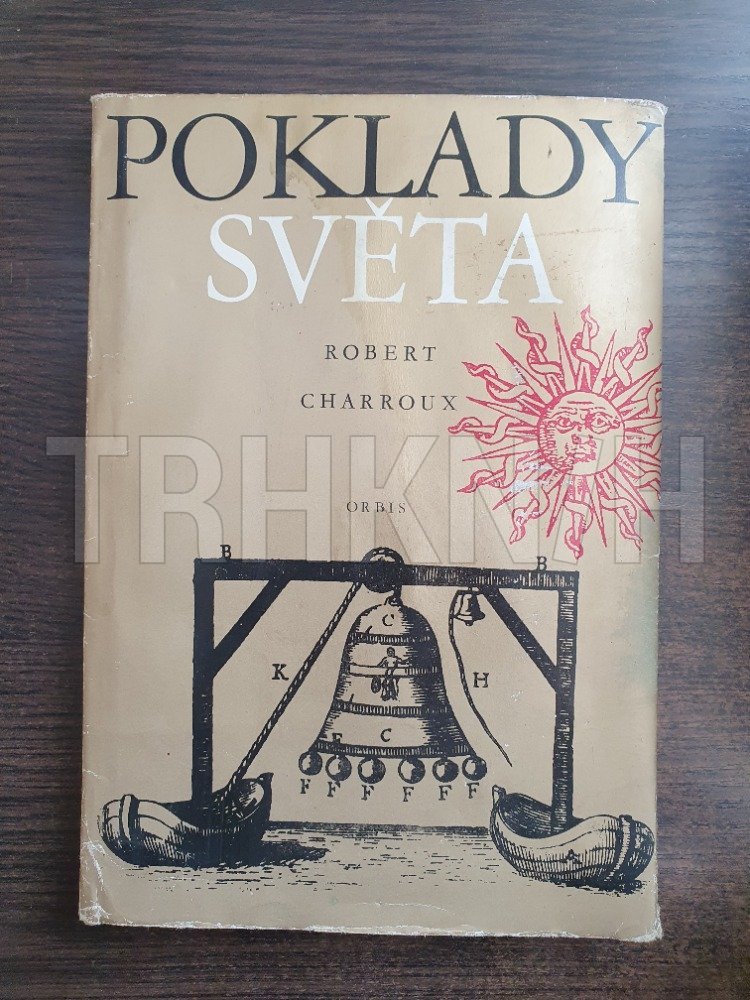 POKLADY
SVĚTA
ROBERT
CHARROUX
ORBIS
TRHKNIH
B
B
C
K
H
E
C
F F F F F F
A